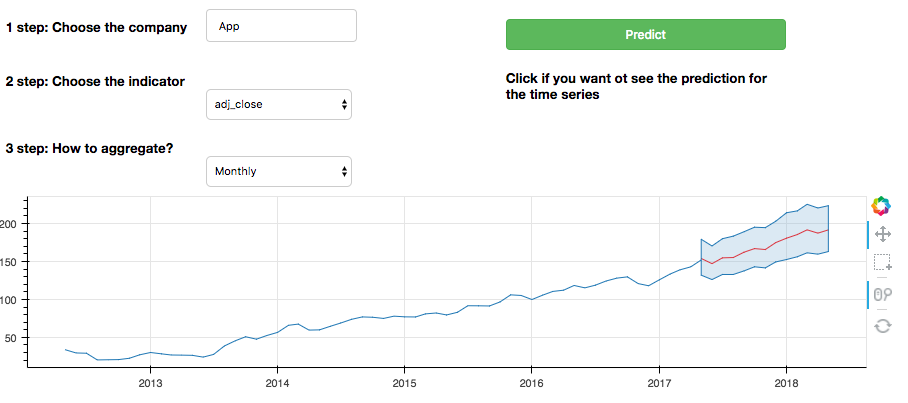 1 step: Choose the company
App
Predict
2 step: Choose the indicator
adj_close
Click if you want ot see the prediction for
the time series
3 step: How to aggregate?
Monthly
200
150
100
50
2013
2014
2015
2016
2017
2018